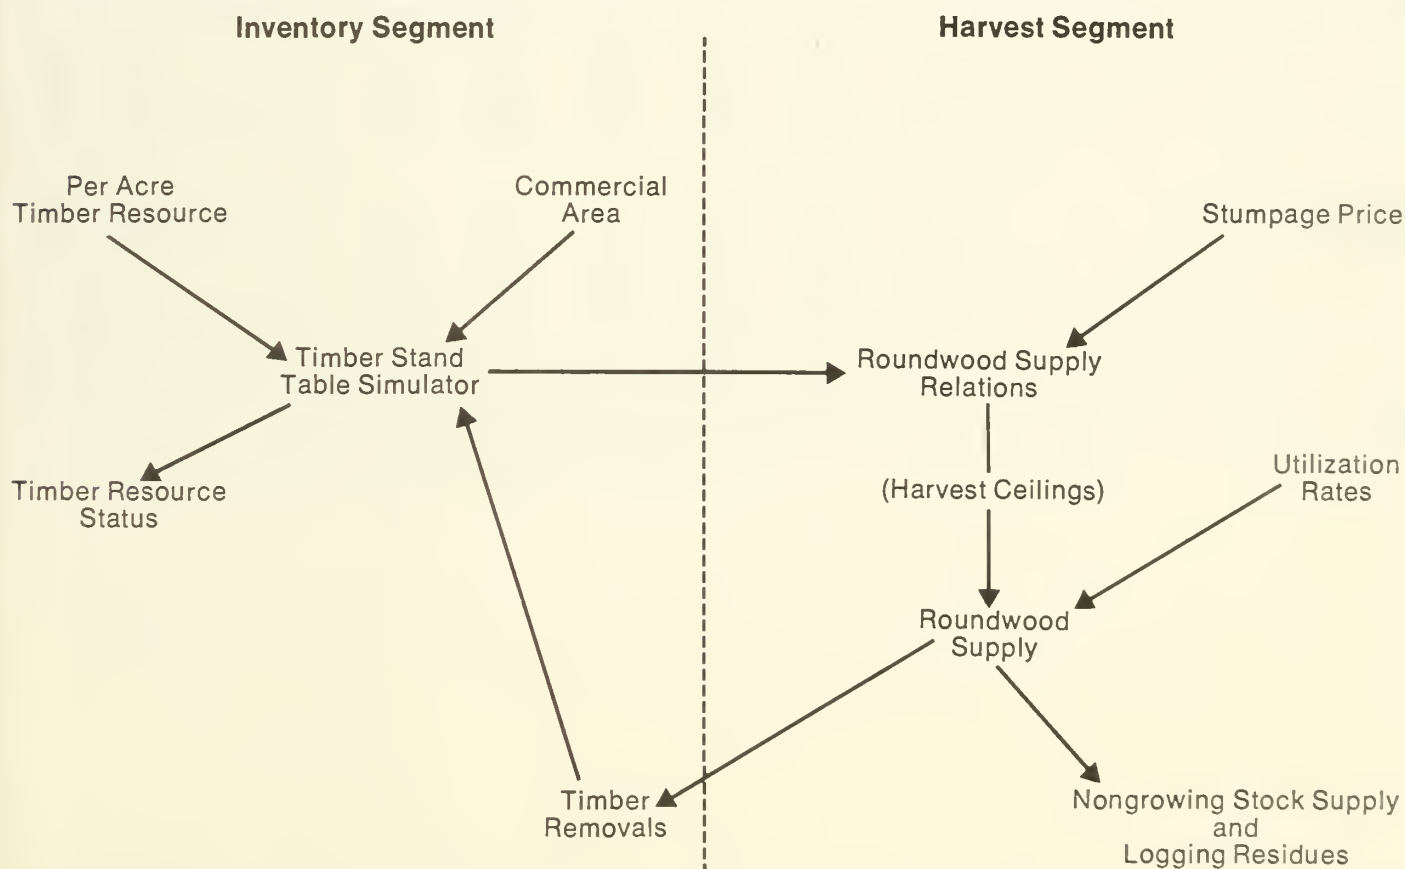 Inventory Segment
Harvest Segment
Per Acre
Timber Resource
Commercial
Area
Stumpage Price
Timber Stand
Table Simulator
Roundwood Supply
Relations
Timber Resource
Status
(Harvest Ceilings)
Utilization
Rates
Roundwood
Supply
Timber
Removals
Nongrowing Stock Supply
and
Logging Residues